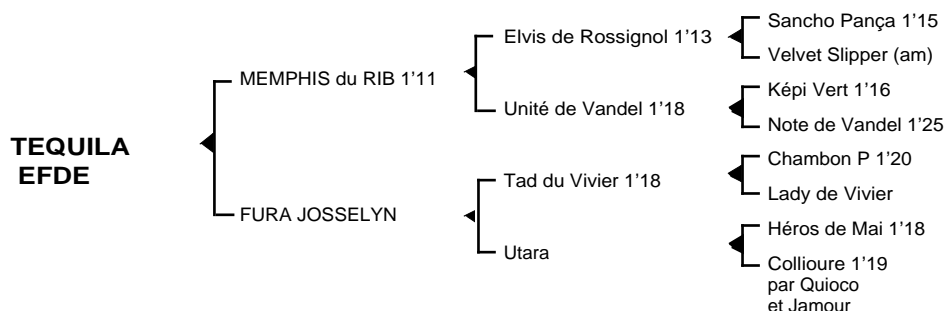 Sancho Pança 1’15
Elvis de Rossignol 1’13
Velvet Slipper (am)
MEMPHIS du RIB 1’11
Képi Vert 1’16
Unité de Vandel 1’18
Note de Vandel 1’25
TEQUILA
EFDE
Chambon P 1’20
Tad du Vivier 1’18
Lady de Vivier
FURA JOSSELYN
Héros de Mai 1’18
Utara
Collioure 1’19
par Quioco
et Jamour